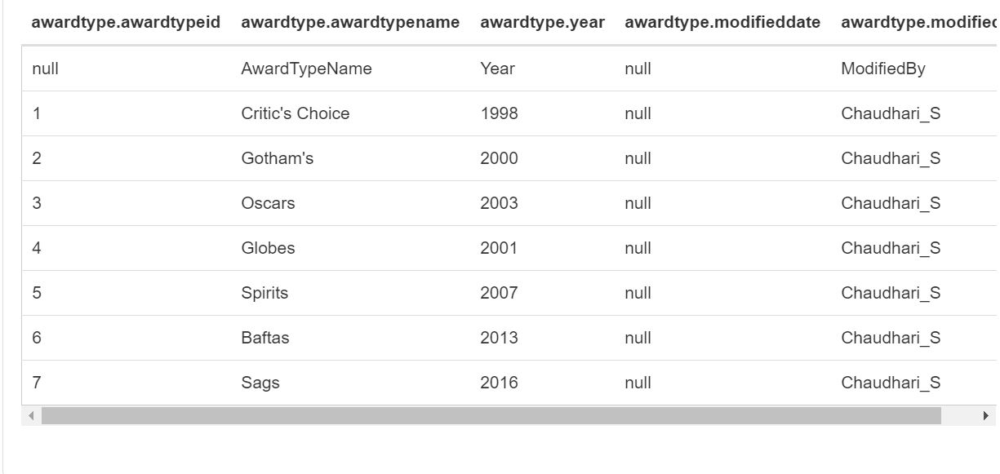 awardtype.awardtypeid awardtype.awardtypename awardtype.year awardtype.modifieddate awardtype.modified
null AwardTypeName Year null ModifiedBy
1 Critic's Choice 1998 null Chaudhari_S
2 Gotham's 2000 null Chaudhari_S
3 Oscars 2003 null Chaudhari_S
4 Globes 2001 null Chaudhari_S
5 Spirits 2007 null Chaudhari_S
6 Baftas 2013 null Chaudhari_S
7 Sags 2016 null Chaudhari_S